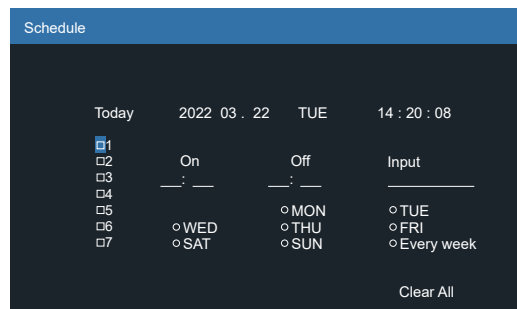 Schedule
Today 2022 03 . 22 TUE 14 : 20 : 08
□1
□2 On Off Input
□3 __: __ __: __ ________
□4
□5 ○ MON ○ TUE
□6 ○ WED ○ THU ○ FRI
□7 ○ SAT ○ SUN ○ Every week
Clear All